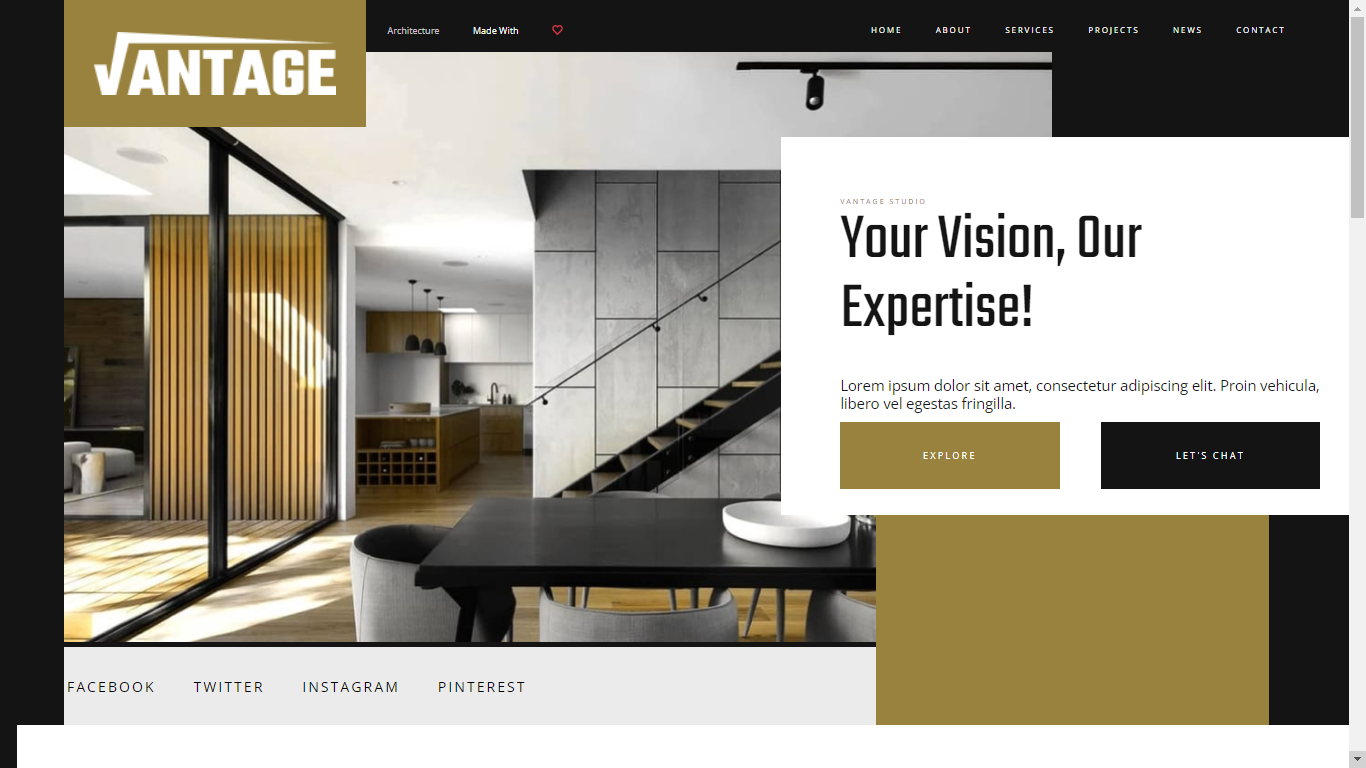 VANTAGE
Architecture Made With
HOME ABOUT SERVICES PROJECTS NEWS CONTACT
VANTAGE STUDIO
Your Vision, Our
Expertise!
Lorem ipsum dolor sit amet, consectetur adipiscing elit. Proin vehicula,
libero vel egestas fringilla.
EXPLORE
LET'S CHAT
FACEBOOK TWITTER INSTAGRAM PINTEREST